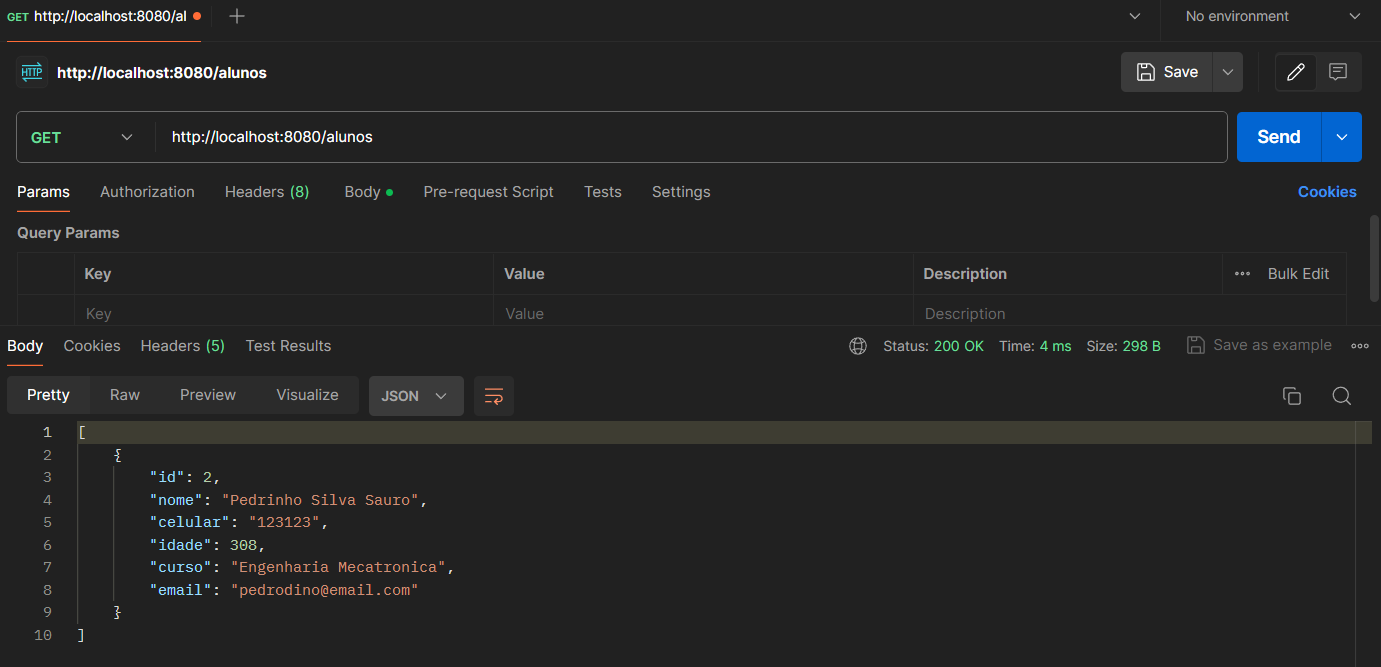 GET http://localhost:8080/al No environment
HTTP http://localhost:8080/alunos Save
GET http://localhost:8080/alunos Send
Params Authorization Headers (8) Body Pre-request Script Tests Settings Cookies
Query Params
Key Value Description Bulk Edit
Key Value Description
Body Cookies Headers (5) Test Results Status: 200 OK Time: 4 ms Size: 298 B Save as example
Pretty Raw Preview Visualize JSON
1 [
2 {
3 "id": 2,
4 "nome": "Pedrinho Silva Sauro",
5 "celular": "123123",
6 "idade": 308,
7 "curso": "Engenharia Mecatronica",
8 "email": "pedrodino@email.com"
9 }
10 ]